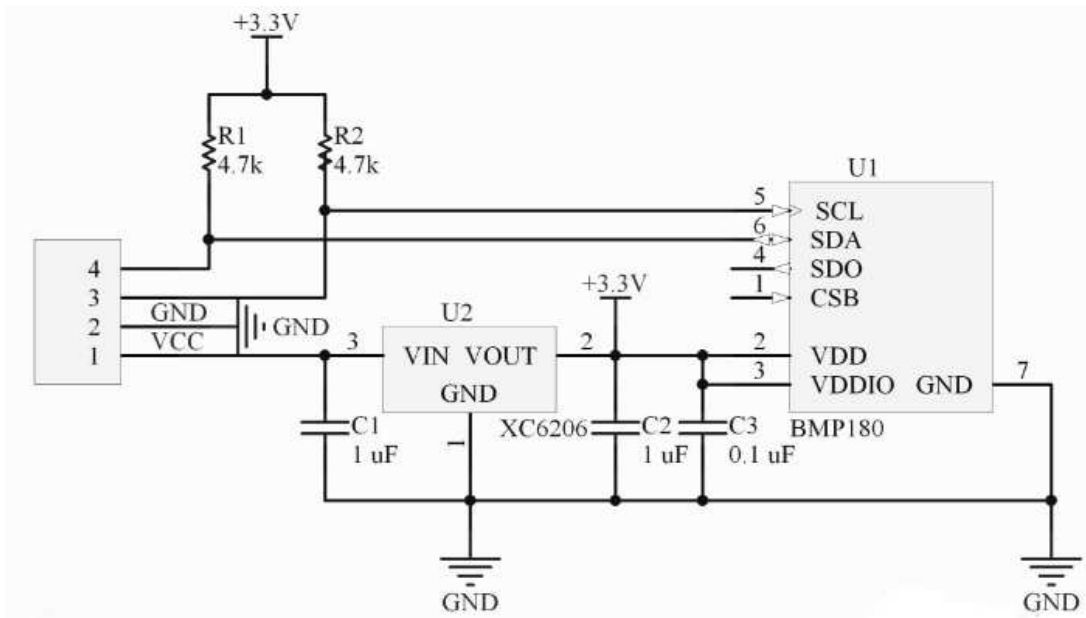 +3.3V
R1
4.7k
R2
4.7k
U1
5
SCL
6
SDA
4
SDO
1
CSB
4
3
GND
2
GND
VCC
1
+3.3V
U2
3
VIN VOUT
2
GND
1
XC6206
2
VDD
3
VDDIO
GND
7
BMP180
C1
1 uF
C2
1 uF
C3
0.1 uF
GND
GND